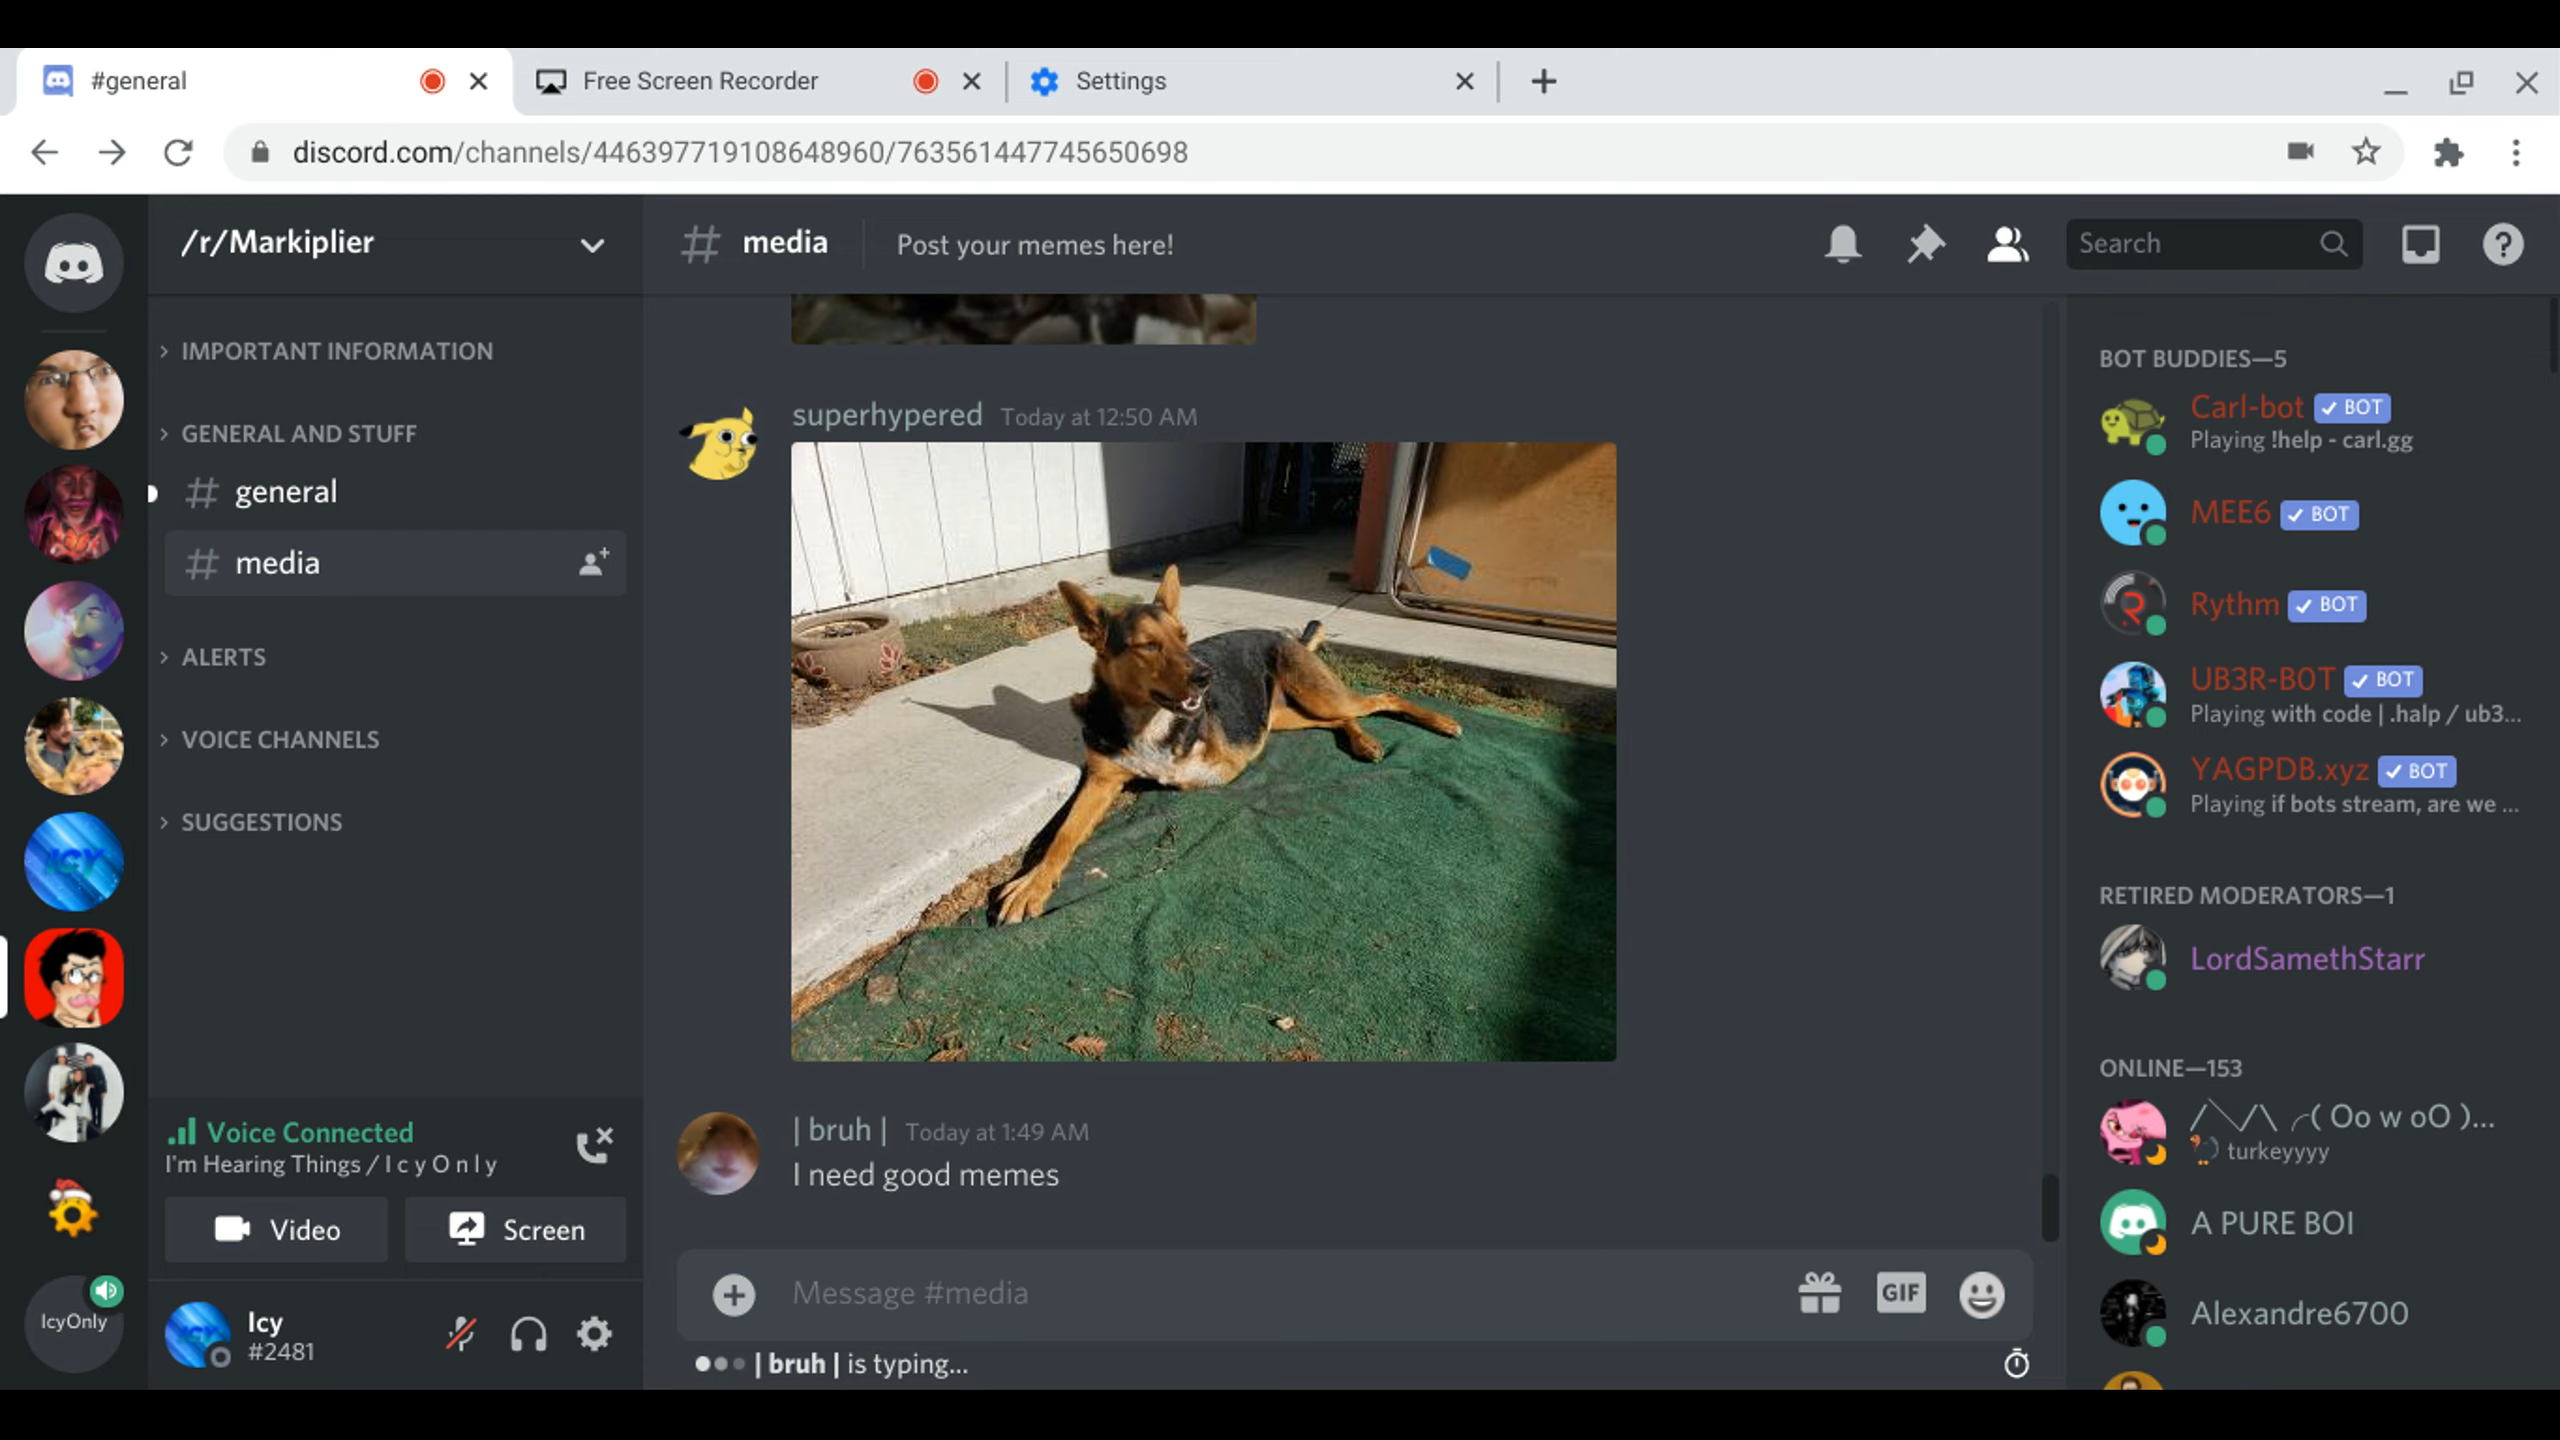 #general
Free Screen Recorder
Settings
discord.com/channels/446397719108648960/763561447745650698
/r/Markiplier
media
Post your memes here!
Search
IMPORTANT INFORMATION
GENERAL AND STUFF
# general
# media
ALERTS
VOICE CHANNELS
SUGGESTIONS
ICY
Voice Connected
I'm Hearing Things / I c y O n l y
Video
Screen
IcyOnly
Icy
#2481
superhypered Today at 12:50 AM
| bruh | Today at 1:49 AM
I need good memes
Message #media
GIF
| bruh | is typing...
BOT BUDDIES—5
Carl-bot ✓ BOT
Playing !help - carl.gg
MEE6 ✓ BOT
Rythm ✓ BOT
UB3R-B0T ✓ BOT
Playing with code | .halp / ub3...
YAGPDB.xyz ✓ BOT
Playing if bots stream, are we ...
RETIRED MODERATORS—1
LordSamethStarr
ONLINE—153
/╲/\ ╭( Oo w oO )...
turkeyyyy
A PURE BOI
Alexandre6700